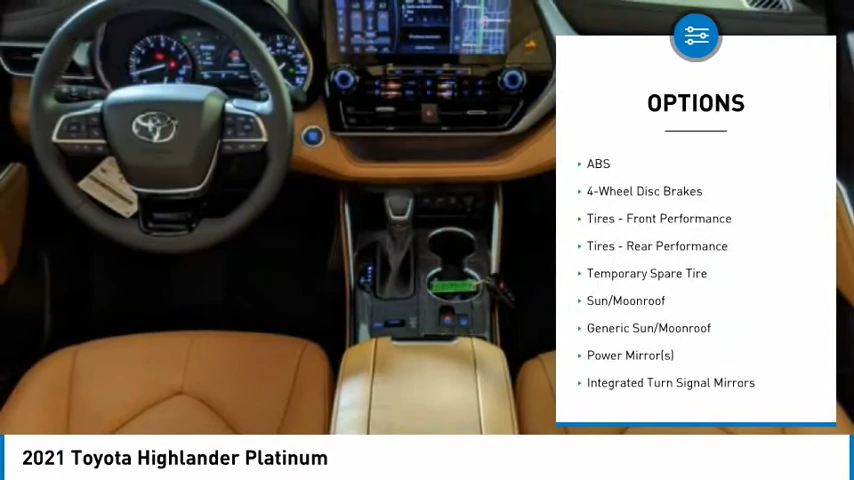 OPTIONS
ABS
4-Wheel Disc Brakes
Tires - Front Performance
Tires - Rear Performance
Temporary Spare Tire
Sun/Moonroof
Generic Sun/Moonroof
Power Mirror(s)
Integrated Turn Signal Mirrors
2021 Toyota Highlander Platinum